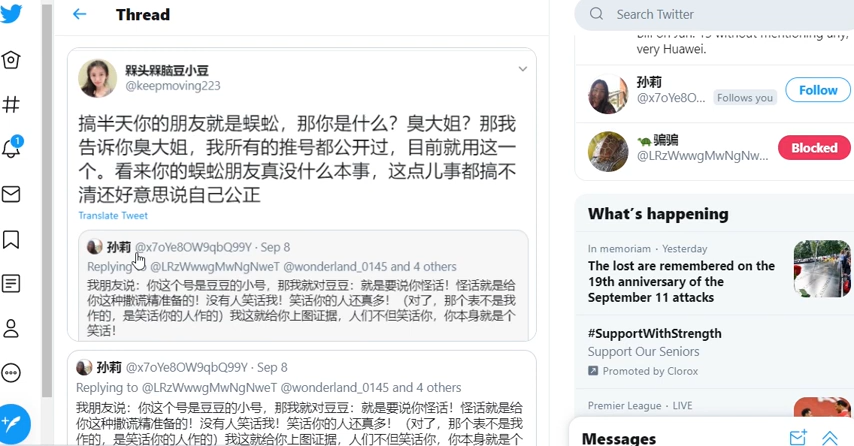 Thread
槑头槑脑豆小豆
@keepmoving223
搞半天你的朋友就是蜈蚣，那你是什么？臭大姐？那我
告诉你臭大姐，我所有的推号都公开过，目前就用这一
个。看来你的蜈蚣朋友真没什么本事，这点儿事都搞不
清还好意思说自己公正
Translate Tweet
孙莉 @x7oYe8OW9qbQ99Y · Sep 8
Replying to @LRzWwwgMwNgNweT @wonderland_0145 and 4 others
我朋友说：你这个号是豆豆的小号，那我就对豆豆：就是要说你怪话！怪话就是给
你这种撒谎精准备的！没有人笑话我！笑话你的人还真多！（对了，那个表不是我
作的，是笑话你的人作的）我这就给你上图证据，人们不但笑话你，你本身就是个
笑话！
孙莉 @x7oYe8OW9qbQ99Y · Sep 8
Replying to @LRzWwwgMwNgNweT @wonderland_0145 and 4 others
我朋友说：你这个号是豆豆的小号，那我就对豆豆：就是要说你怪话！怪话就是给
你这种撒谎精准备的！没有人笑话我！笑话你的人还真多！（对了，那个表不是我
作的，是笑话你的人作的）我这就给你上图证据，人们不但笑话你，你本身就是个
1
Search Twitter
Bill on Jun. 19 without mentioning any,
very Huawei.
孙莉
@x7oYe8O... Follows you
Follow
🐢骗骗
@LRzWwwgMwNgNw...
Blocked
What's happening
In memoriam · Yesterday
The lost are remembered on the
19th anniversary of the
September 11 attacks
#SupportWithStrength
Support Our Seniors
Promoted by Clorox
Premier League · LIVE
Messages